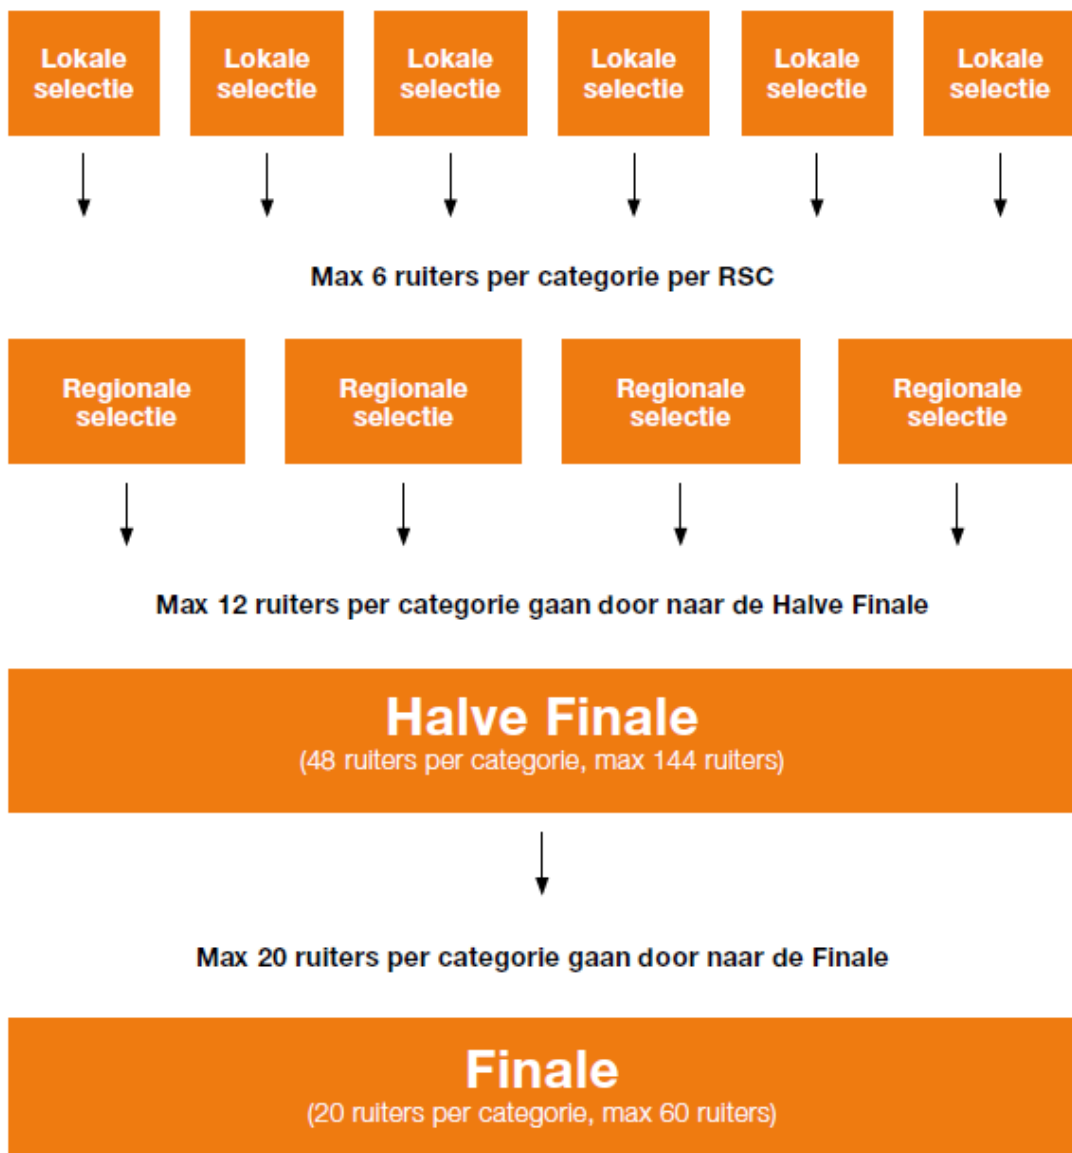 Lokale
selectie
Lokale
selectie
Lokale
selectie
Lokale
selectie
Lokale
selectie
Lokale
selectie
Max 6 ruiters per categorie per RSC
Regionale
selectie
Regionale
selectie
Regionale
selectie
Regionale
selectie
Max 12 ruiters per categorie gaan door naar de Halve Finale
Halve Finale
(48 ruiters per categorie, max 144 ruiters)
Max 20 ruiters per categorie gaan door naar de Finale
Finale
(20 ruiters per categorie, max 60 ruiters)